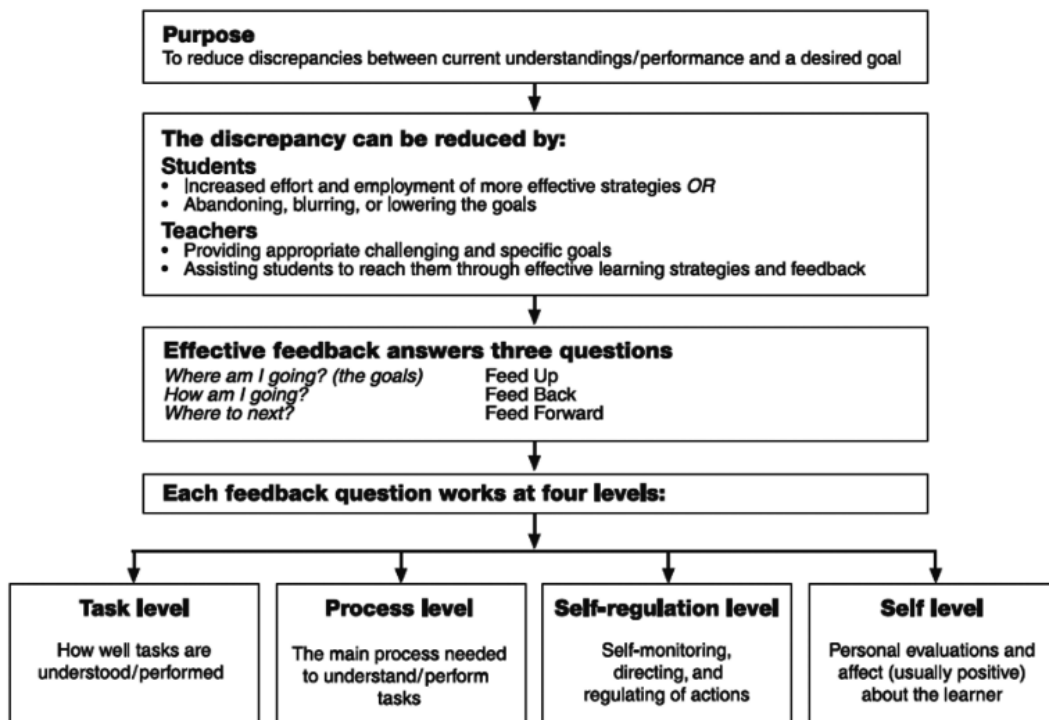 Purpose
To reduce discrepancies between current understandings/performance and a desired goal
The discrepancy can be reduced by:
Students
• Increased effort and employment of more effective strategies OR
• Abandoning, blurring, or lowering the goals
Teachers
• Providing appropriate challenging and specific goals
• Assisting students to reach them through effective learning strategies and feedback
Effective feedback answers three questions
Where am I going? (the goals) Feed Up
How am I going? Feed Back
Where to next? Feed Forward
Each feedback question works at four levels:
Task level
How well tasks are
understood/performed
Process level
The main process needed
to understand/perform
tasks
Self-regulation level
Self-monitoring,
directing, and
regulating of actions
Self level
Personal evaluations and
affect (usually positive)
about the learner